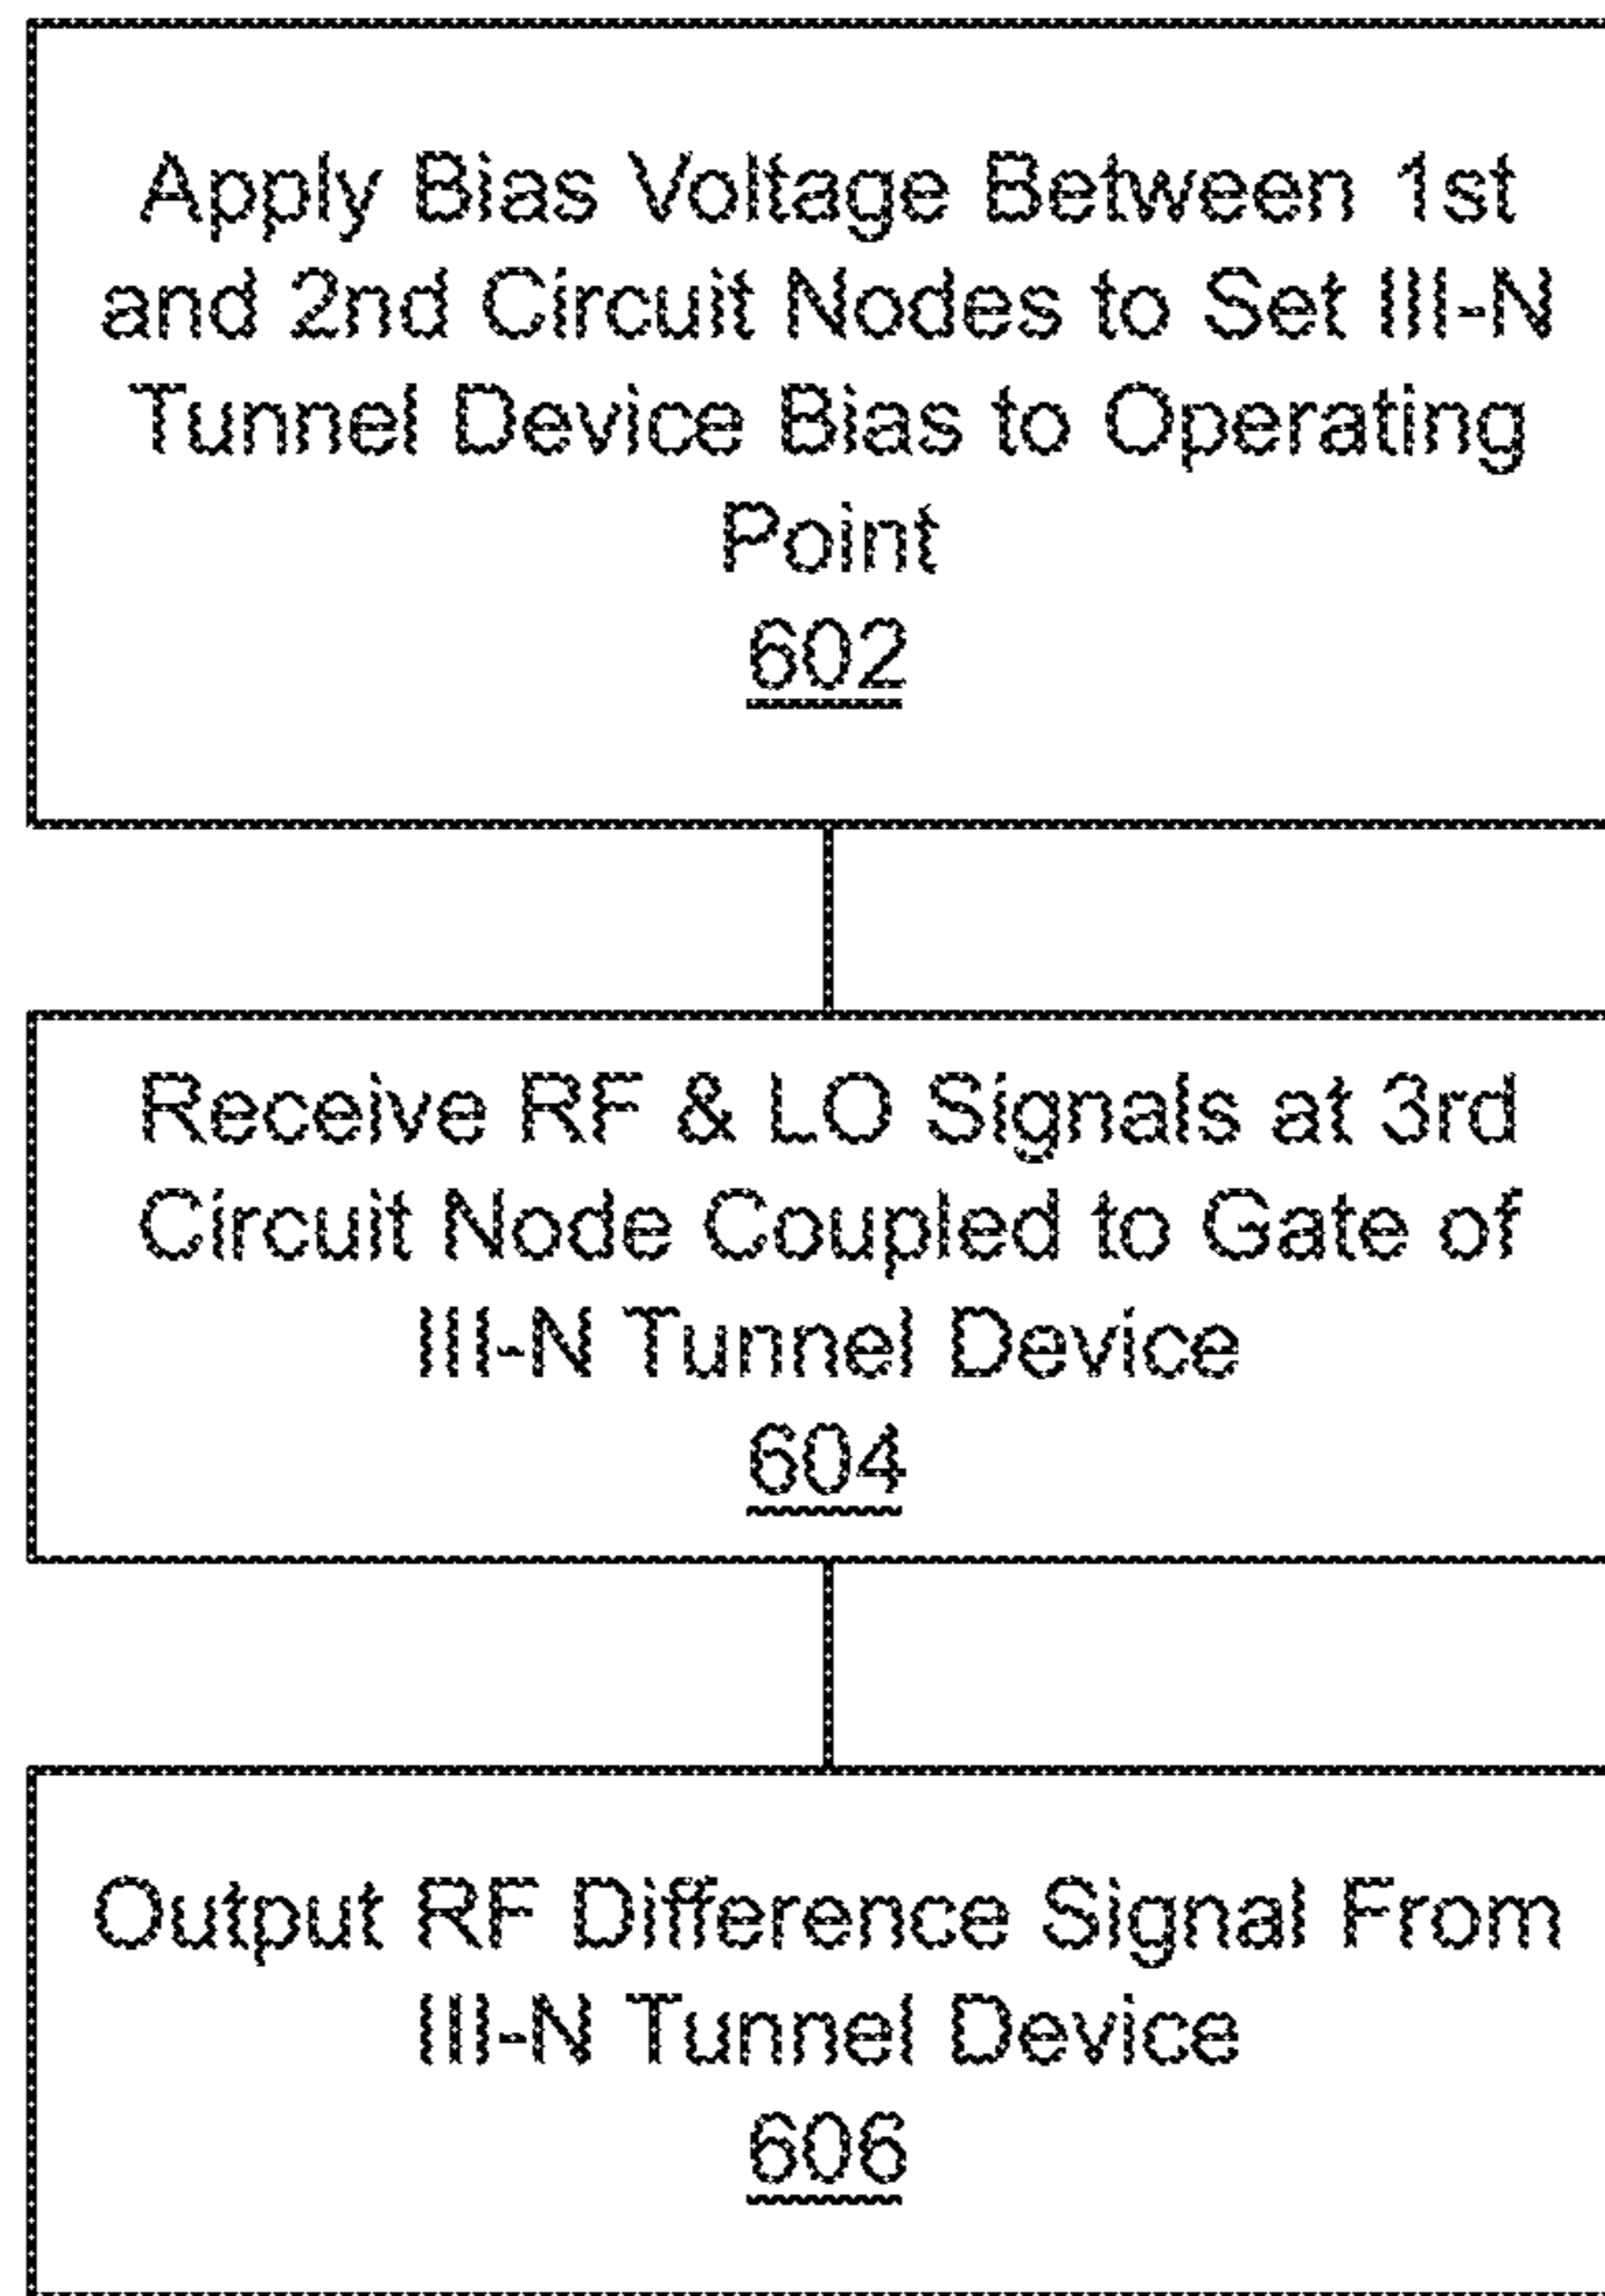 Apply Bias Voltage Between 1st
and 2nd Circuit Nodes to Set III-N
Tunnel Device Bias to Operating
Point
602
Receive RF & LO Signals at 3rd
Circuit Node Coupled to Gate of
III-N Tunnel Device
604
Output RF Difference Signal From
III-N Tunnel Device
606